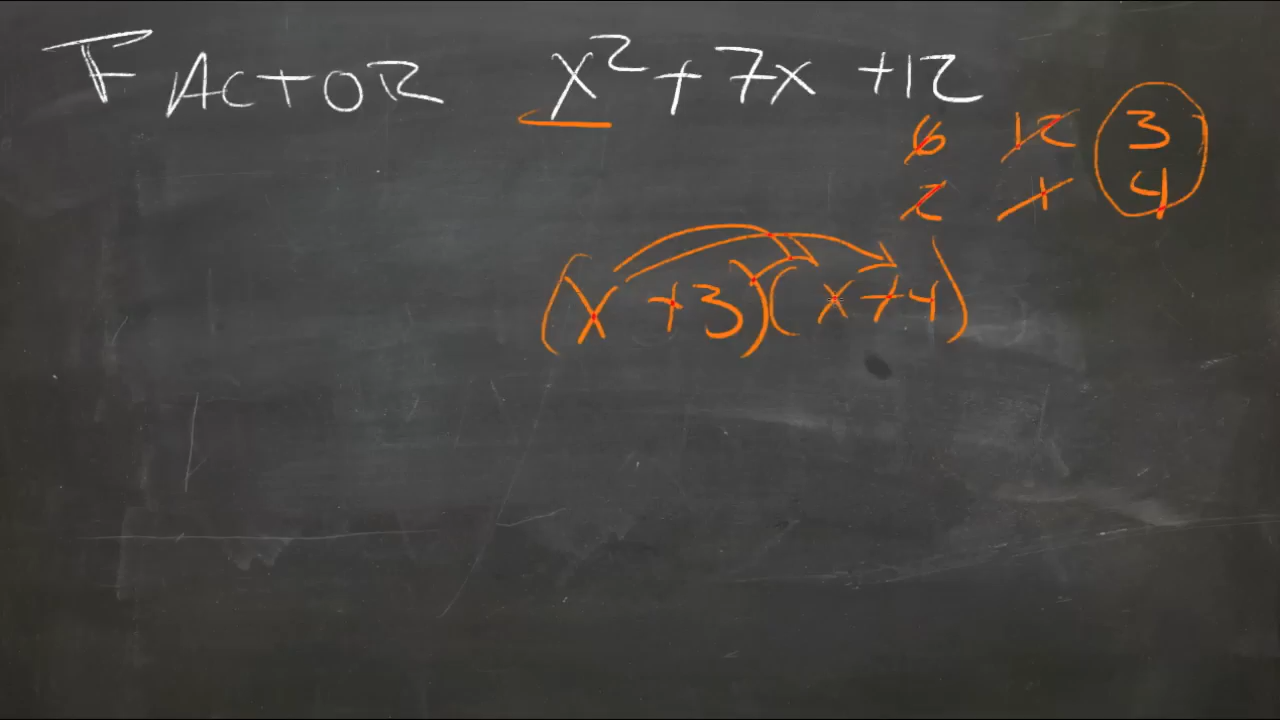 FACTOR x² + 7x + 12
6 12 3
2 1 4
(x + 3)(x + 4)